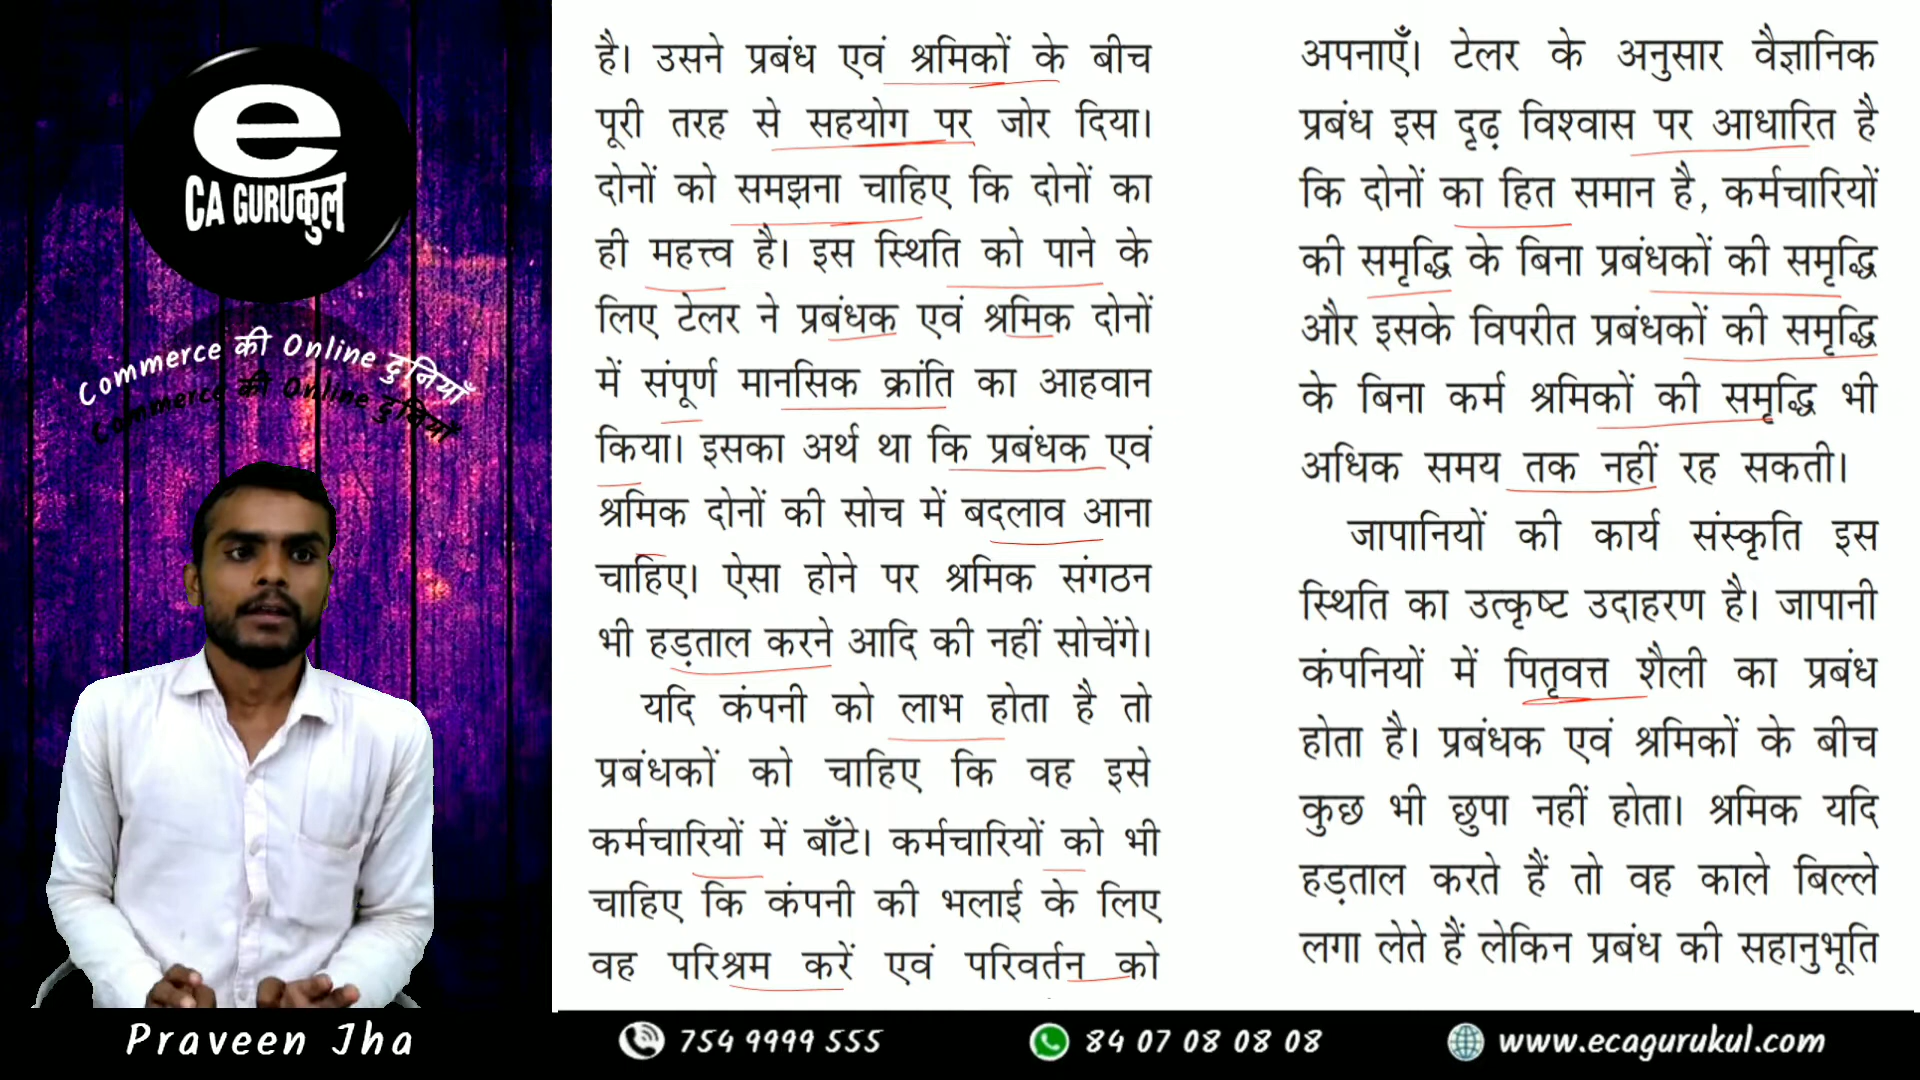 e
CA GURUकुल
Commerce की Online दुनियाँ
Commerce की Online दुनियाँ
है। उसने प्रबंध एवं श्रमिकों के बीच
पूरी तरह से सहयोग पर जोर दिया।
दोनों को समझना चाहिए कि दोनों का
ही महत्त्व है। इस स्थिति को पाने के
लिए टेलर ने प्रबंधक एवं श्रमिक दोनों
में संपूर्ण मानसिक क्रांति का आहवान
किया। इसका अर्थ था कि प्रबंधक एवं
श्रमिक दोनों की सोच में बदलाव आना
चाहिए। ऐसा होने पर श्रमिक संगठन
भी हड़ताल करने आदि की नहीं सोचेंगे।
यदि कंपनी को लाभ होता है तो
प्रबंधकों को चाहिए कि वह इसे
कर्मचारियों में बाँटे। कर्मचारियों को भी
चाहिए कि कंपनी की भलाई के लिए
वह परिश्रम करें एवं परिवर्तन को
अपनाएँ। टेलर के अनुसार वैज्ञानिक
प्रबंध इस दृढ़ विश्वास पर आधारित है
कि दोनों का हित समान है, कर्मचारियों
की समृद्धि के बिना प्रबंधकों की समृद्धि
और इसके विपरीत प्रबंधकों की समृद्धि
के बिना कर्म श्रमिकों की समृद्धि भी
अधिक समय तक नहीं रह सकती।
जापानियों की कार्य संस्कृति इस
स्थिति का उत्कृष्ट उदाहरण है। जापानी
कंपनियों में पितृवत्त शैली का प्रबंध
होता है। प्रबंधक एवं श्रमिकों के बीच
कुछ भी छुपा नहीं होता। श्रमिक यदि
हड़ताल करते हैं तो वह काले बिल्ले
लगा लेते हैं लेकिन प्रबंध की सहानुभूति
Praveen Jha
754 9999 555
84 07 08 08 08
www.ecagurukul.com